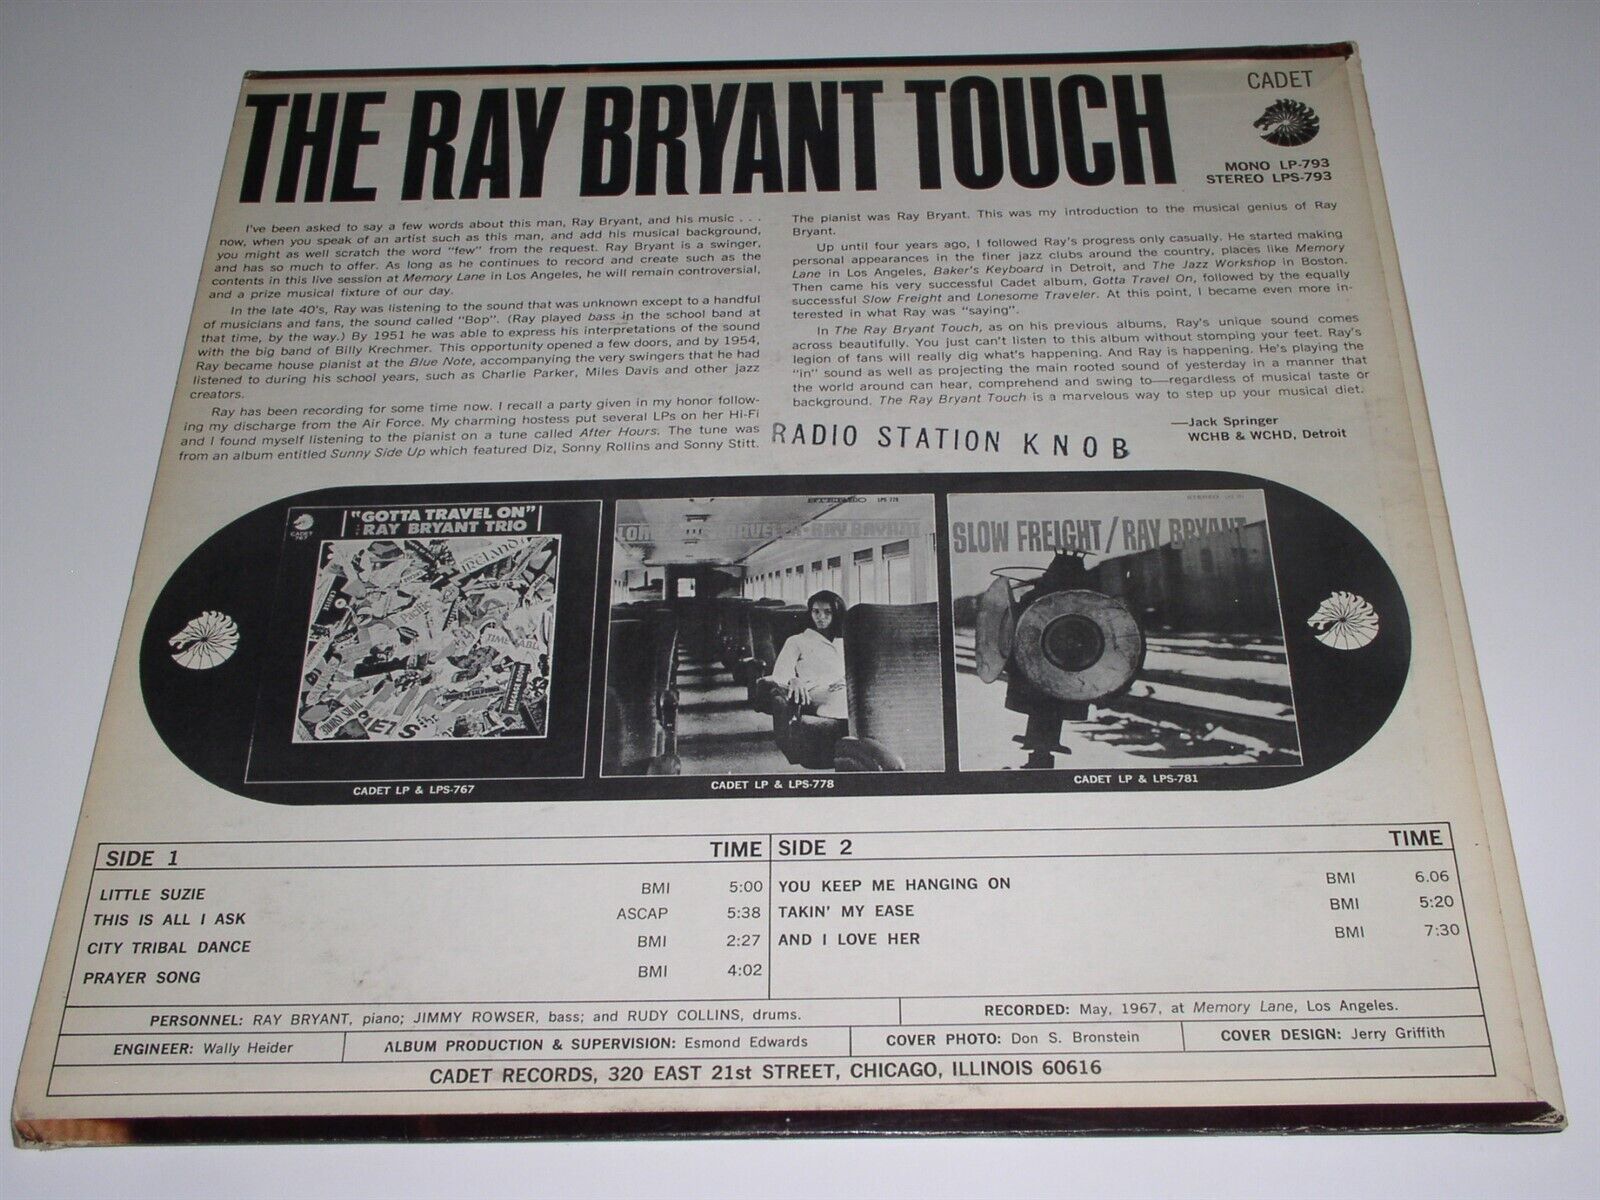 THE RAY BRYANT TOUCH
CADET
MONO LP-793
STEREO LPS-793
I've been asked to say a few words about this man, Ray Bryant, and his music . . .
now, when you speak of an artist such as this man, and add his musical background,
you might as well scratch the word "few" from the request. Ray Bryant is a swinger,
and has so much to offer. As long as he continues to record and create such as the
contents in this live session at Memory Lane in Los Angeles, he will remain controversial,
and a prize musical fixture of our day.
In the late 40's, Ray was listening to the sound that was unknown except to a handful
of musicians and fans, the sound called "Bop". (Ray played bass in the school band at
that time, by the way.) By 1951 he was able to express his interpretations of the sound
with the big band of Billy Krechmer. This opportunity opened a few doors, and by 1954,
Ray became house pianist at the Blue Note, accompanying the very swingers that he had
listened to during his school years, such as Charlie Parker, Miles Davis and other jazz
creators.
Ray has been recording for some time now. I recall a party given in my honor follow-
ing my discharge from the Air Force. My charming hostess put several LPs on her Hi-Fi
and I found myself listening to the pianist on a tune called After Hours. The tune was
from an album entitled Sunny Side Up which featured Diz, Sonny Rollins and Sonny Stitt.
The pianist was Ray Bryant. This was my introduction to the musical genius of Ray
Bryant.
Up until four years ago, I followed Ray's progress only casually. He started making
personal appearances in the finer jazz clubs around the country, places like Memory
Lane in Los Angeles, Baker's Keyboard in Detroit, and The Jazz Workshop in Boston.
Then came his very successful Cadet album, Gotta Travel On, followed by the equally
successful Slow Freight and Lonesome Traveler. At this point, I became even more in-
terested in what Ray was "saying".
In The Ray Bryant Touch, as on his previous albums, Ray's unique sound comes
across beautifully. You just can't listen to this album without stomping your feet. Ray's
legion of fans will really dig what's happening. And Ray is happening. He's playing the
"in" sound as well as projecting the main rooted sound of yesterday in a manner that
the world around can hear, comprehend and swing to—regardless of musical taste or
background. The Ray Bryant Touch is a marvelous way to step up your musical diet.
—Jack Springer
WCHB & WCHD, Detroit
RADIO STATION KNOB
CADET
767
"GOTTA TRAVEL ON"
RAY BRYANT TRIO
IRELAND
Pacific
STEREO LPS 778
LONESOME TRAVELER • RAY BRYANT
STEREO
SLOW FREIGHT/RAY BRYANT
CADET LP & LPS-767
CADET LP & LPS-778
CADET LP & LPS-781
SIDE 1 TIME
LITTLE SUZIE BMI 5:00
THIS IS ALL I ASK ASCAP 5:38
CITY TRIBAL DANCE BMI 2:27
PRAYER SONG BMI 4:02
SIDE 2 TIME
YOU KEEP ME HANGING ON BMI 6.06
TAKIN' MY EASE BMI 5:20
AND I LOVE HER BMI 7:30
PERSONNEL: RAY BRYANT, piano; JIMMY ROWSER, bass; and RUDY COLLINS, drums.
RECORDED: May, 1967, at Memory Lane, Los Angeles.
ENGINEER: Wally Heider
ALBUM PRODUCTION & SUPERVISION: Esmond Edwards
COVER PHOTO: Don S. Bronstein
COVER DESIGN: Jerry Griffith
CADET RECORDS, 320 EAST 21st STREET, CHICAGO, ILLINOIS 60616